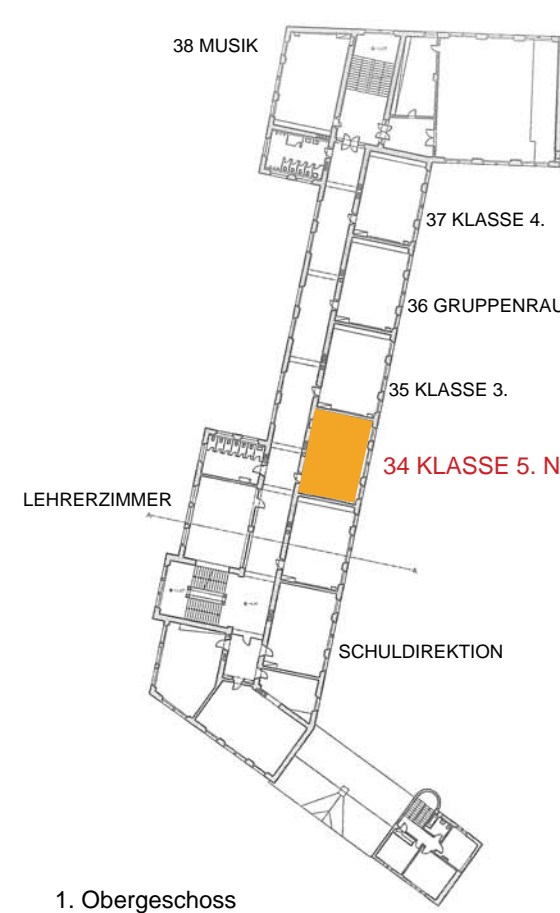 38 MUSIK
37 KLASSE 4.
36 GRUPPENRAU
35 KLASSE 3.
34 KLASSE 5. N
LEHRERZIMMER
SCHULDIREKTION
1. Obergeschoss